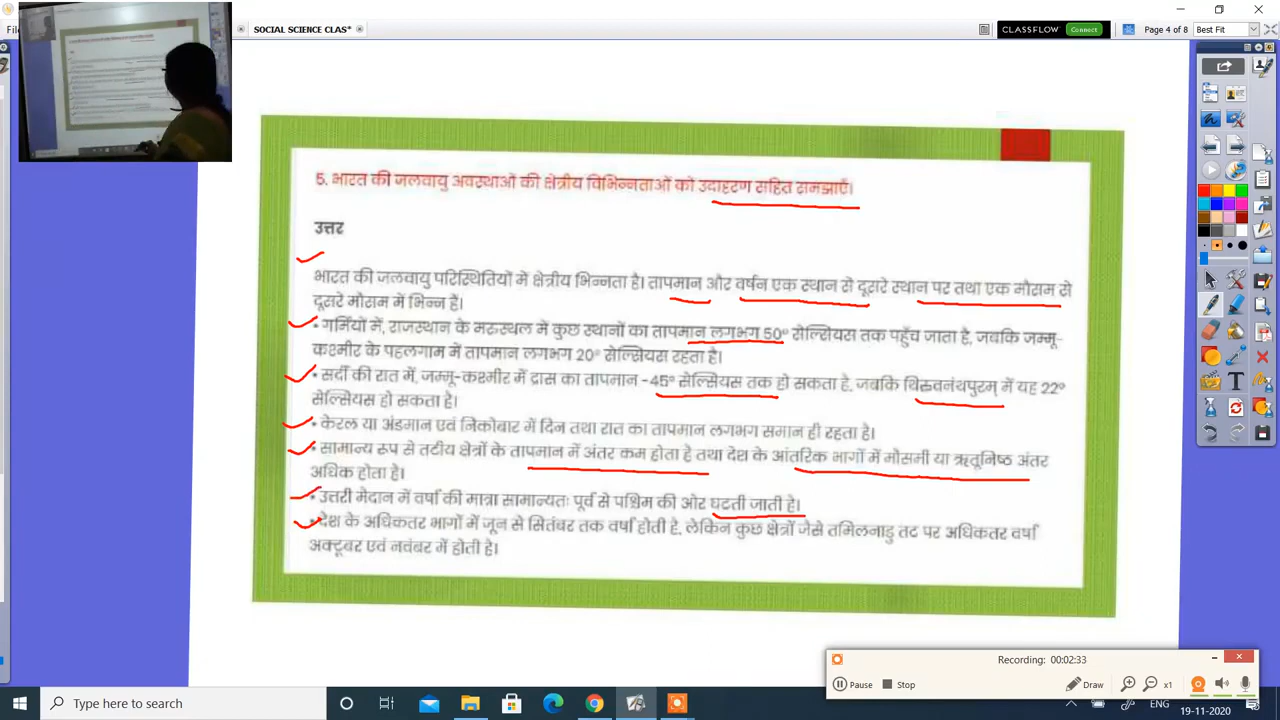 Fil
SOCIAL SCIENCE CLAS*
CLASSFLOW
Connect
Page 4 of 8
Best Fit
5. भारत की जलवायु अवस्थाओं की क्षेत्रीय विभिन्नताओं को उदाहरण सहित समझाएँ।
उत्तर
भारत की जलवायु परिस्थितियों में क्षेत्रीय भिन्नता है। तापमान और वर्षन एक स्थान से दूसरे स्थान पर तथा एक मौसम से
दूसरे मौसम में भिन्न हैं।
• गर्मियों में, राजस्थान के मरुस्थल में कुछ स्थानों का तापमान लगभग 50° सेल्सियस तक पहुँच जाता है, जबकि जम्मू-
कश्मीर के पहलगाम में तापमान लगभग 20° सेल्सियस रहता है।
• सर्दी की रात में, जम्मू-कश्मीर में द्रास का तापमान -45° सेल्सियस तक हो सकता है, जबकि थिरुवनंथपुरम् में यह 22°
सेल्सियस हो सकता है।
• केरल या अंडमान एवं निकोबार में दिन तथा रात का तापमान लगभग समान ही रहता है।
• सामान्य रूप से तटीय क्षेत्रों के तापमान में अंतर कम होता है तथा देश के आंतरिक भागों में मौसमी या ऋतूनिष्ठ अंतर
अधिक होता है।
• उत्तरी मैदान में वर्षा की मात्रा सामान्यतः पूर्व से पश्चिम की ओर घटती जाती है।
• देश के अधिकतर भागों में जून से सितंबर तक वर्षा होती है, लेकिन कुछ क्षेत्रों जैसे तमिलनाडु तट पर अधिकतर वर्षा
अक्टूबर एवं नवंबर में होती है।
Recording: 00:02:33
Pause
Stop
Draw
x1
Type here to search
ENG
19-11-2020